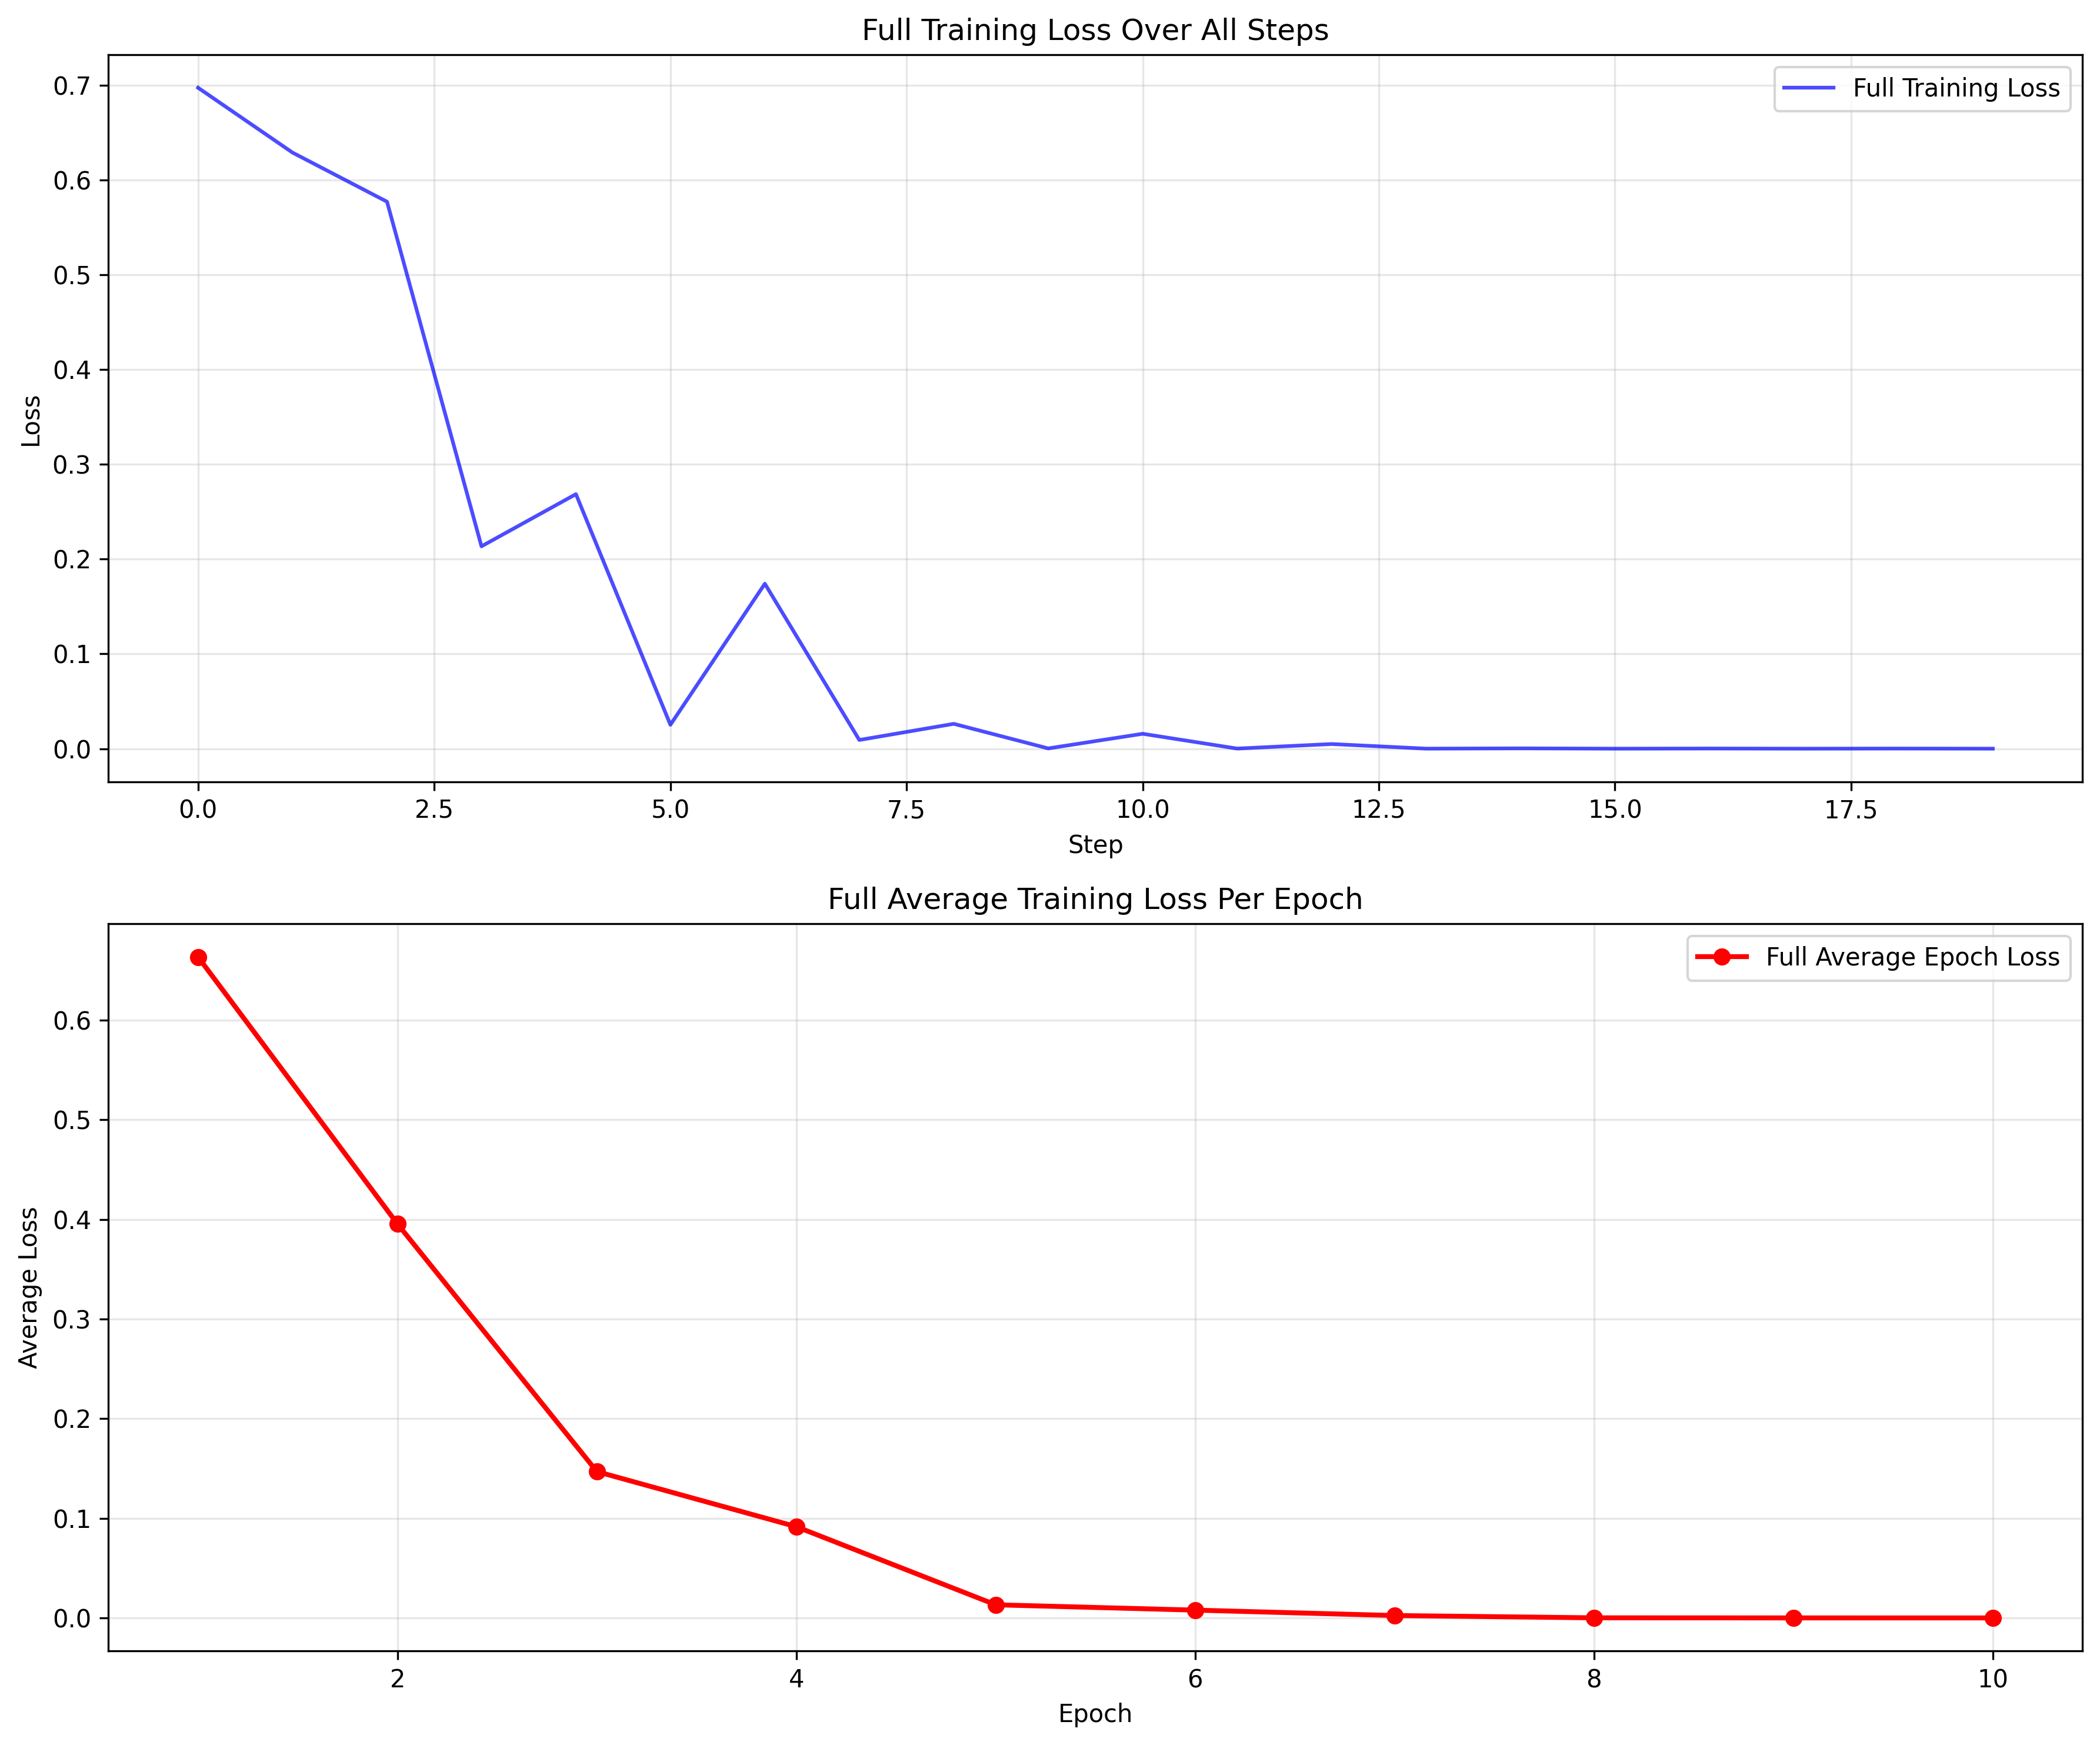 Full Training Loss Over All Steps
Full Training Loss
0.7
0.6
0.5
0.4
0.3
0.2
0.1
0.0
Loss
0.0 2.5 5.0 7.5 10.0 12.5 15.0 17.5
Step
Full Average Training Loss Per Epoch
Full Average Epoch Loss
0.6
0.5
0.4
0.3
0.2
0.1
0.0
Average Loss
2 4 6 8 10
Epoch